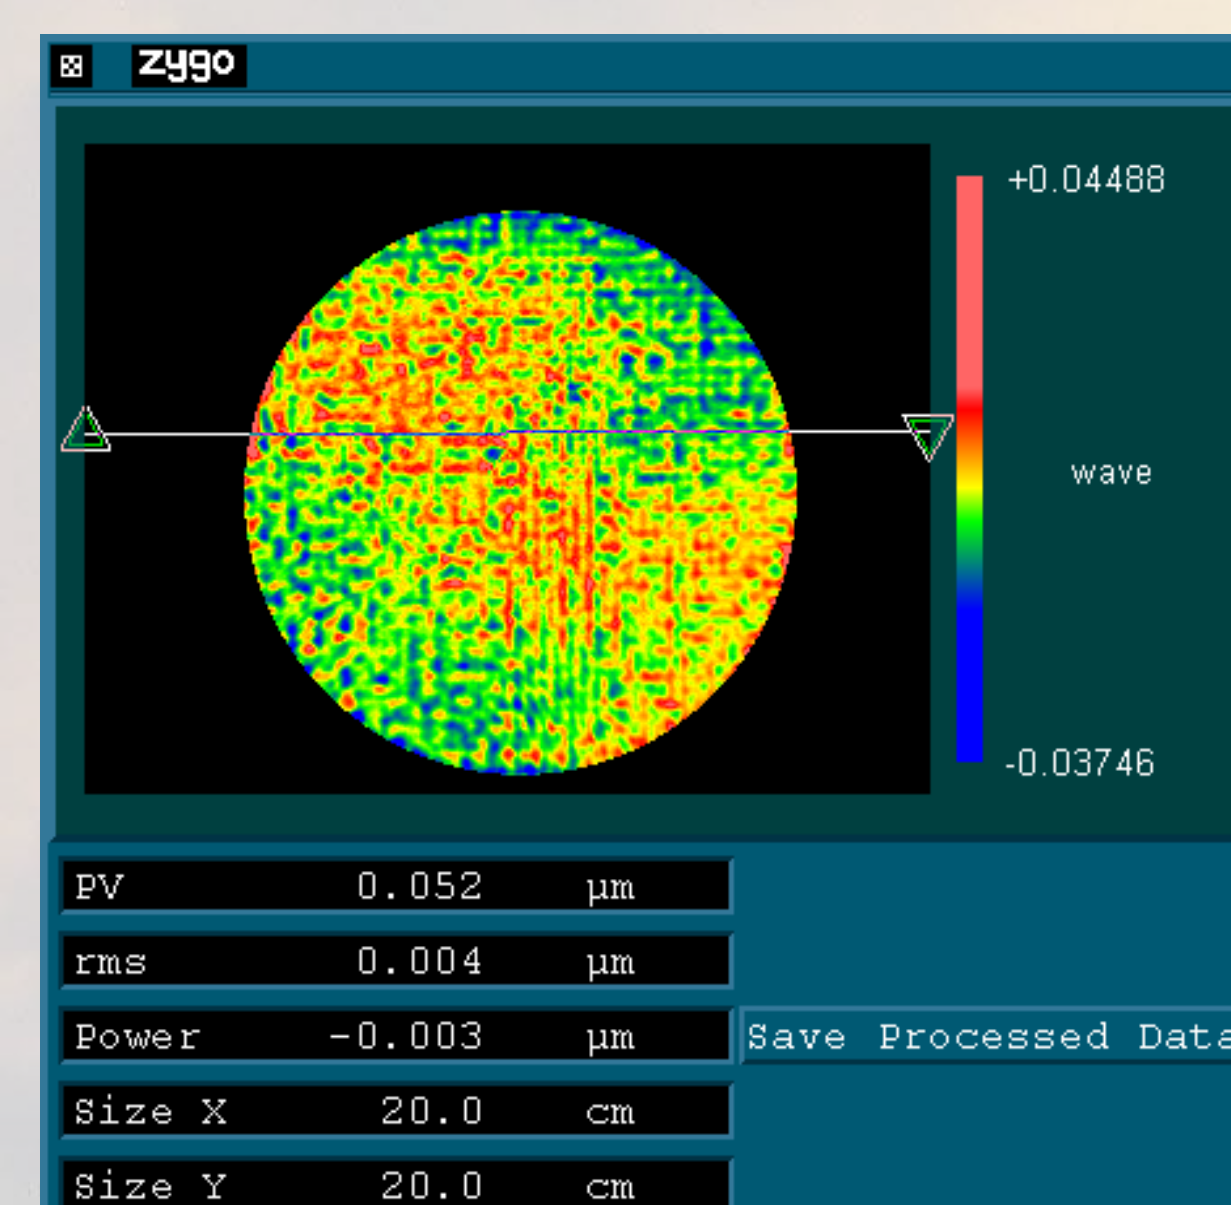 zygo
+0.04488
wave
-0.03746
PV 0.052 µm
rms 0.004 µm
Power -0.003 µm
Save Processed Data
Size X 20.0 cm
Size Y 20.0 cm